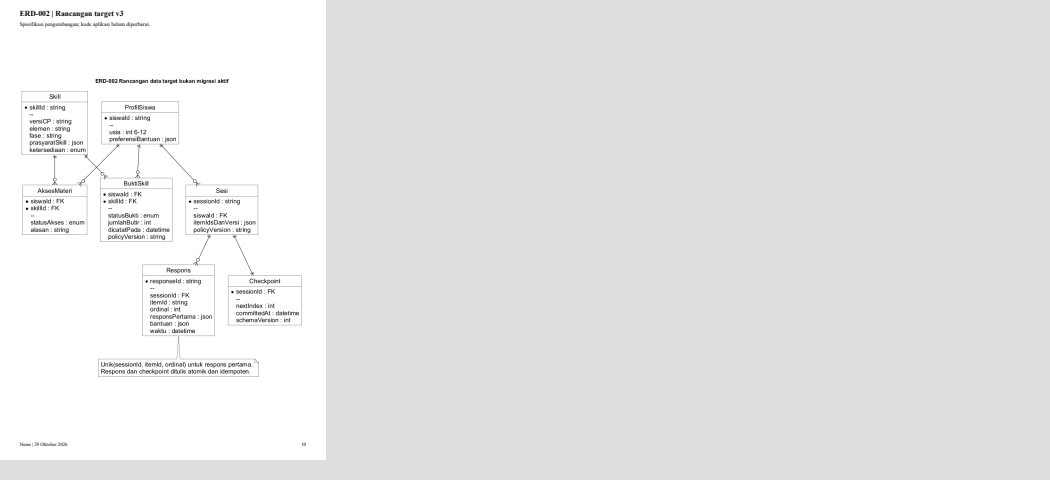 ERD-002 | Rancangan target v3
Spesifikasi pengembangan; kode aplikasi belum diperbarui.
ERD-002 Rancangan data target bukan migrasi aktif
Skill
skillId : string
--
versiCP : string
elemen : string
fase : string
prasyaratSkill : json
ketersediaan : enum
ProfilSiswa
siswaId : string
--
usia : int 6-12
preferensiBantuan : json
AksesMateri
siswaId : FK
skillId : FK
--
statusAkses : enum
alasan : string
BuktiSkill
siswaId : FK
skillId : FK
--
statusBukti : enum
jumlahButir : int
dicatatPada : datetime
policyVersion : string
Sesi
sessionId : string
--
siswaId : FK
itemIdsDanVersi : json
policyVersion : string
Respons
responseId : string
--
sessionId : FK
itemId : string
ordinal : int
responsPertama : json
bantuan : json
waktu : datetime
Checkpoint
sessionId : FK
--
nextIndex : int
committedAt : datetime
schemaVersion : int
Unik(sessionId, itemId, ordinal) untuk respons pertama.
Respons dan checkpoint ditulis atomik dan idempoten.
| 29 Oktober 2026